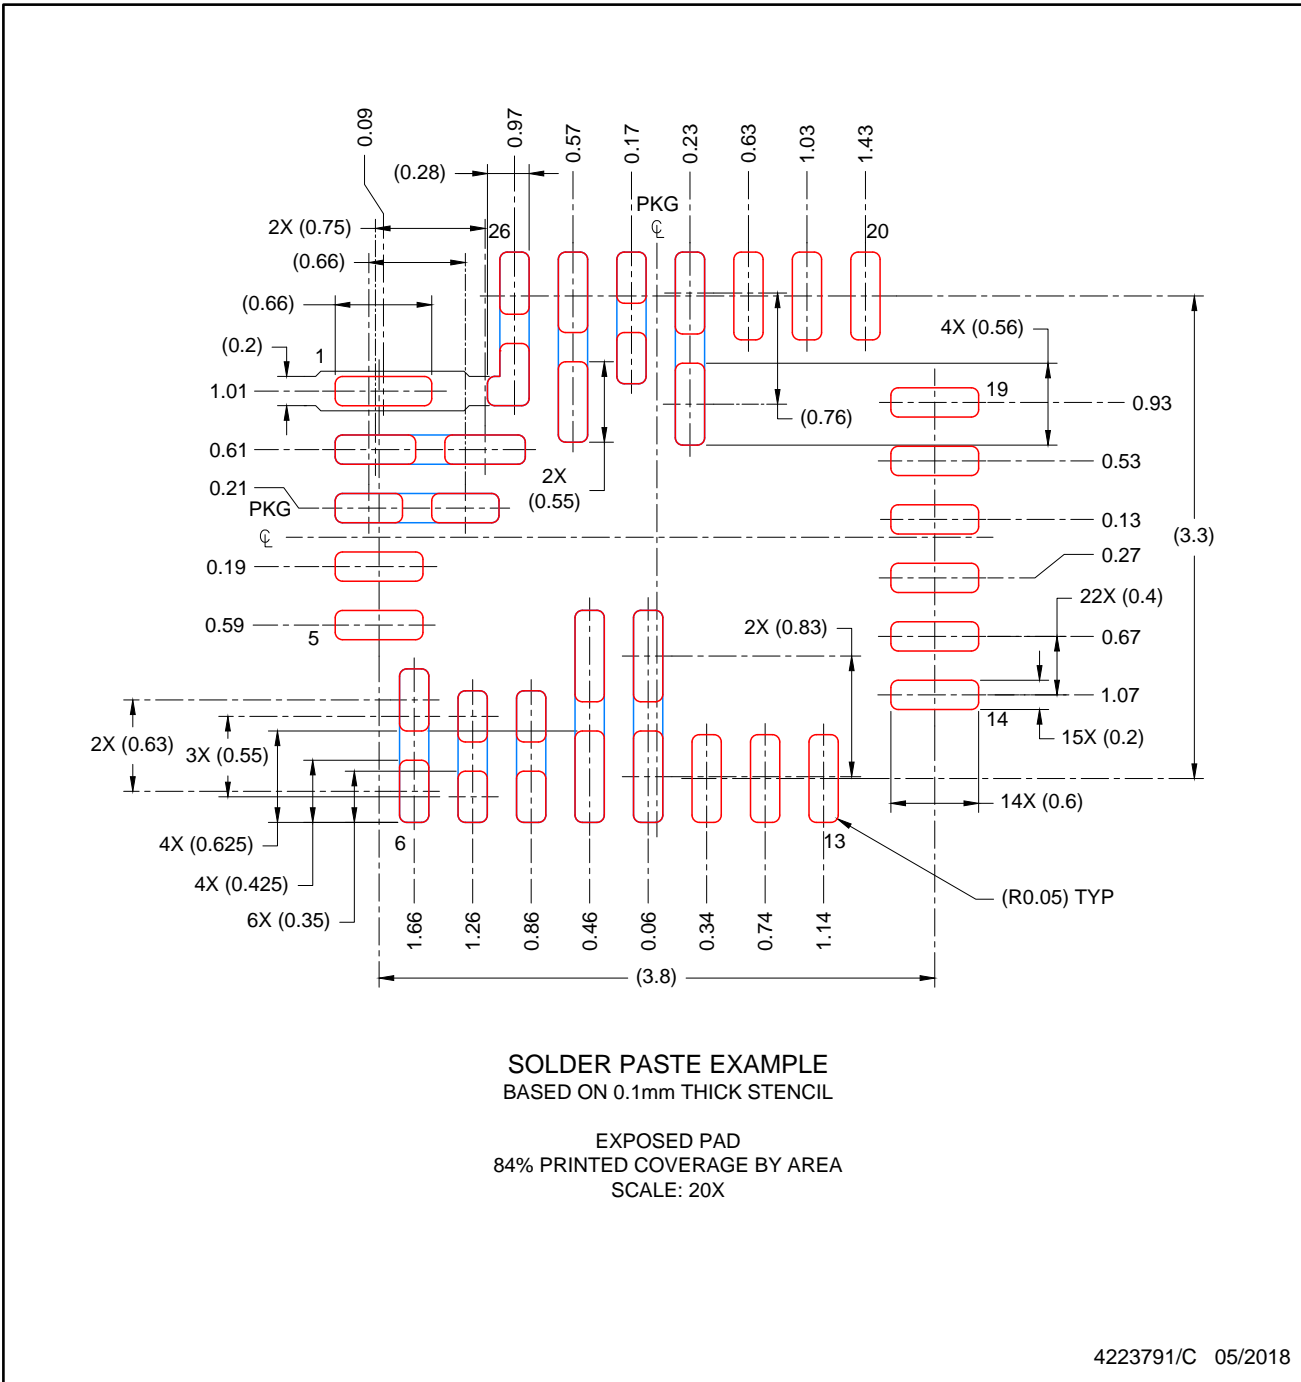 0.09
0.97
0.57
0.17
0.23
0.63
1.03
1.43
(0.28)
PKG
℄
2X (0.75)
26
20
(0.66)
(0.66)
4X (0.56)
(0.2)
1
1.01
19
0.93
(0.76)
0.61
0.53
2X
(0.55)
0.21
PKG
℄
0.13
(3.3)
0.19
0.27
22X (0.4)
0.59
5
2X (0.83)
0.67
1.07
14
2X (0.63)
3X (0.55)
15X (0.2)
14X (0.6)
4X (0.625)
6
13
4X (0.425)
(R0.05) TYP
6X (0.35)
1.66
1.26
0.86
0.46
0.06
0.34
0.74
1.14
(3.8)
SOLDER PASTE EXAMPLE
BASED ON 0.1mm THICK STENCIL
EXPOSED PAD
84% PRINTED COVERAGE BY AREA
SCALE: 20X
4223791/C 05/2018